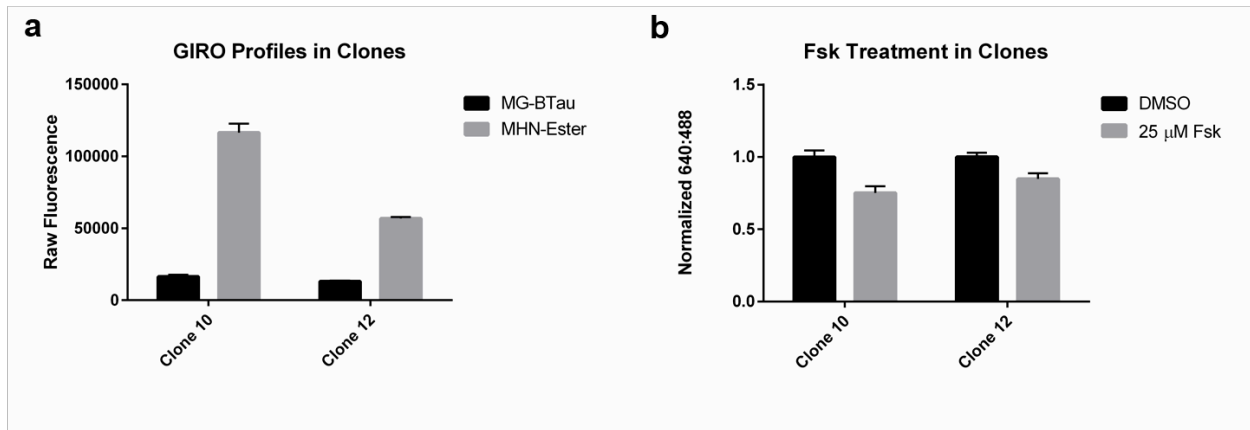 a
GIRO Profiles in Clones
150000
100000
50000
0
Raw Fluorescence
Clone 10
Clone 12
MG-BTau
MHN-Ester
b
Fsk Treatment in Clones
1.5
1.0
0.5
0.0
Normalized 640:488
Clone 10
Clone 12
DMSO
25 μM Fsk